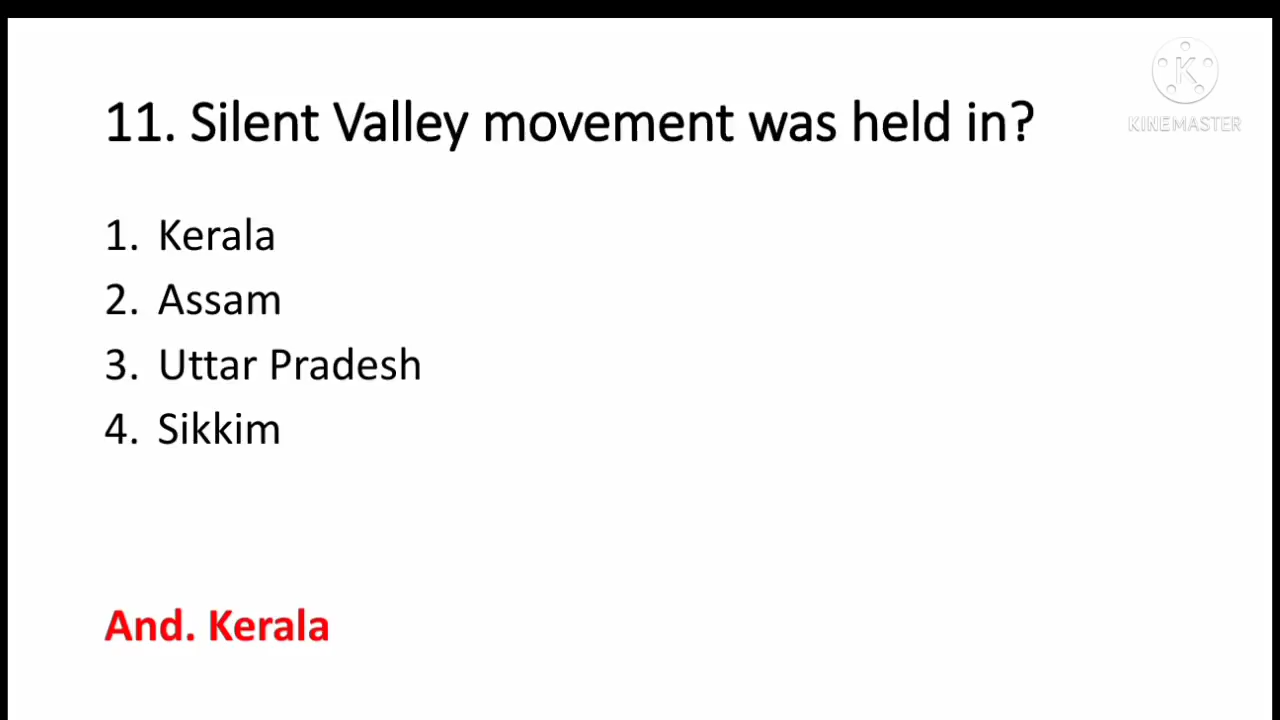 KINEMASTER
11. Silent Valley movement was held in?
1. Kerala
2. Assam
3. Uttar Pradesh
4. Sikkim
And. Kerala